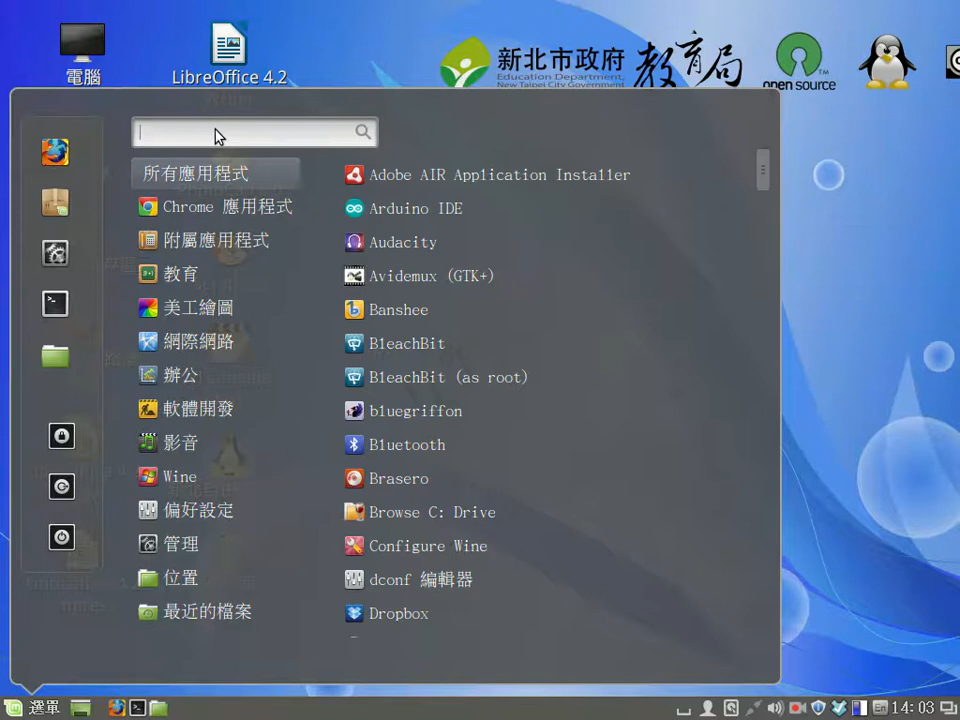 電腦
LibreOffice 4.2
新北市政府
Education Department,
New Taipei City Government
教育局
open source
所有應用程式
Chrome 應用程式
附屬應用程式
教育
美工繪圖
網際網路
辦公
軟體開發
影音
Wine
偏好設定
管理
位置
最近的檔案
Adobe AIR Application Installer
Arduino IDE
Audacity
Avidemux (GTK+)
Banshee
BleachBit
BleachBit (as root)
bluegriffon
Bluetooth
Brasero
Browse C: Drive
Configure Wine
dconf 編輯器
Dropbox
選單
En
14:03